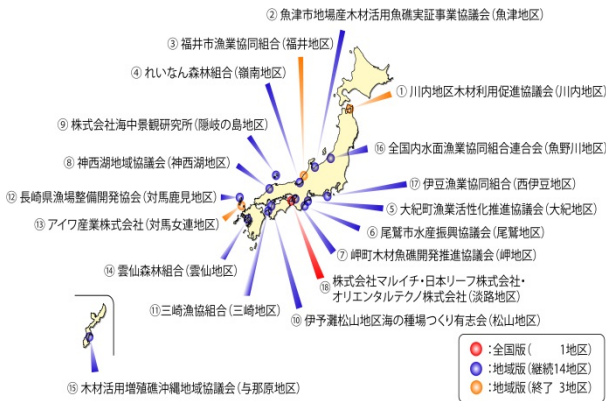 ② 魚津市地場産木材活用魚礁実証事業協議会（魚津地区）
③ 福井市漁業協同組合（福井地区）
④ れいなん森林組合（嶺南地区）
① 川内地区木材利用促進協議会（川内地区）
⑨ 株式会社海中景観研究所（隠岐の島地区）
⑯ 全国内水面漁業協同組合連合会（魚野川地区）
⑧ 神西湖地域協議会（神西湖地区）
⑰ 伊豆漁業協同組合（西伊豆地区）
⑫ 長崎県漁場整備開発協会（対馬鹿見地区）
⑤ 大紀町漁業活性化推進協議会（大紀地区）
⑬ アイワ産業株式会社（対馬女連地区）
⑥ 尾鷲市水産振興協議会（尾鷲地区）
⑦ 岬町木材魚礁開発推進協議会（岬地区）
⑭ 雲仙森林組合（雲仙地区）
⑱ 株式会社マルイチ・日本リーフ株式会社・
オリエンタルテクノ株式会社（淡路地区）
⑪三崎漁協組合（三崎地区）
⑩ 伊予灘松山地区海の種場つくり有志会（松山地区）
：全国版（　　1地区）
：地域版（継続14地区）
：地域版（終了　3地区）
⑮ 木材活用増殖礁沖縄地域協議会（与那原地区）